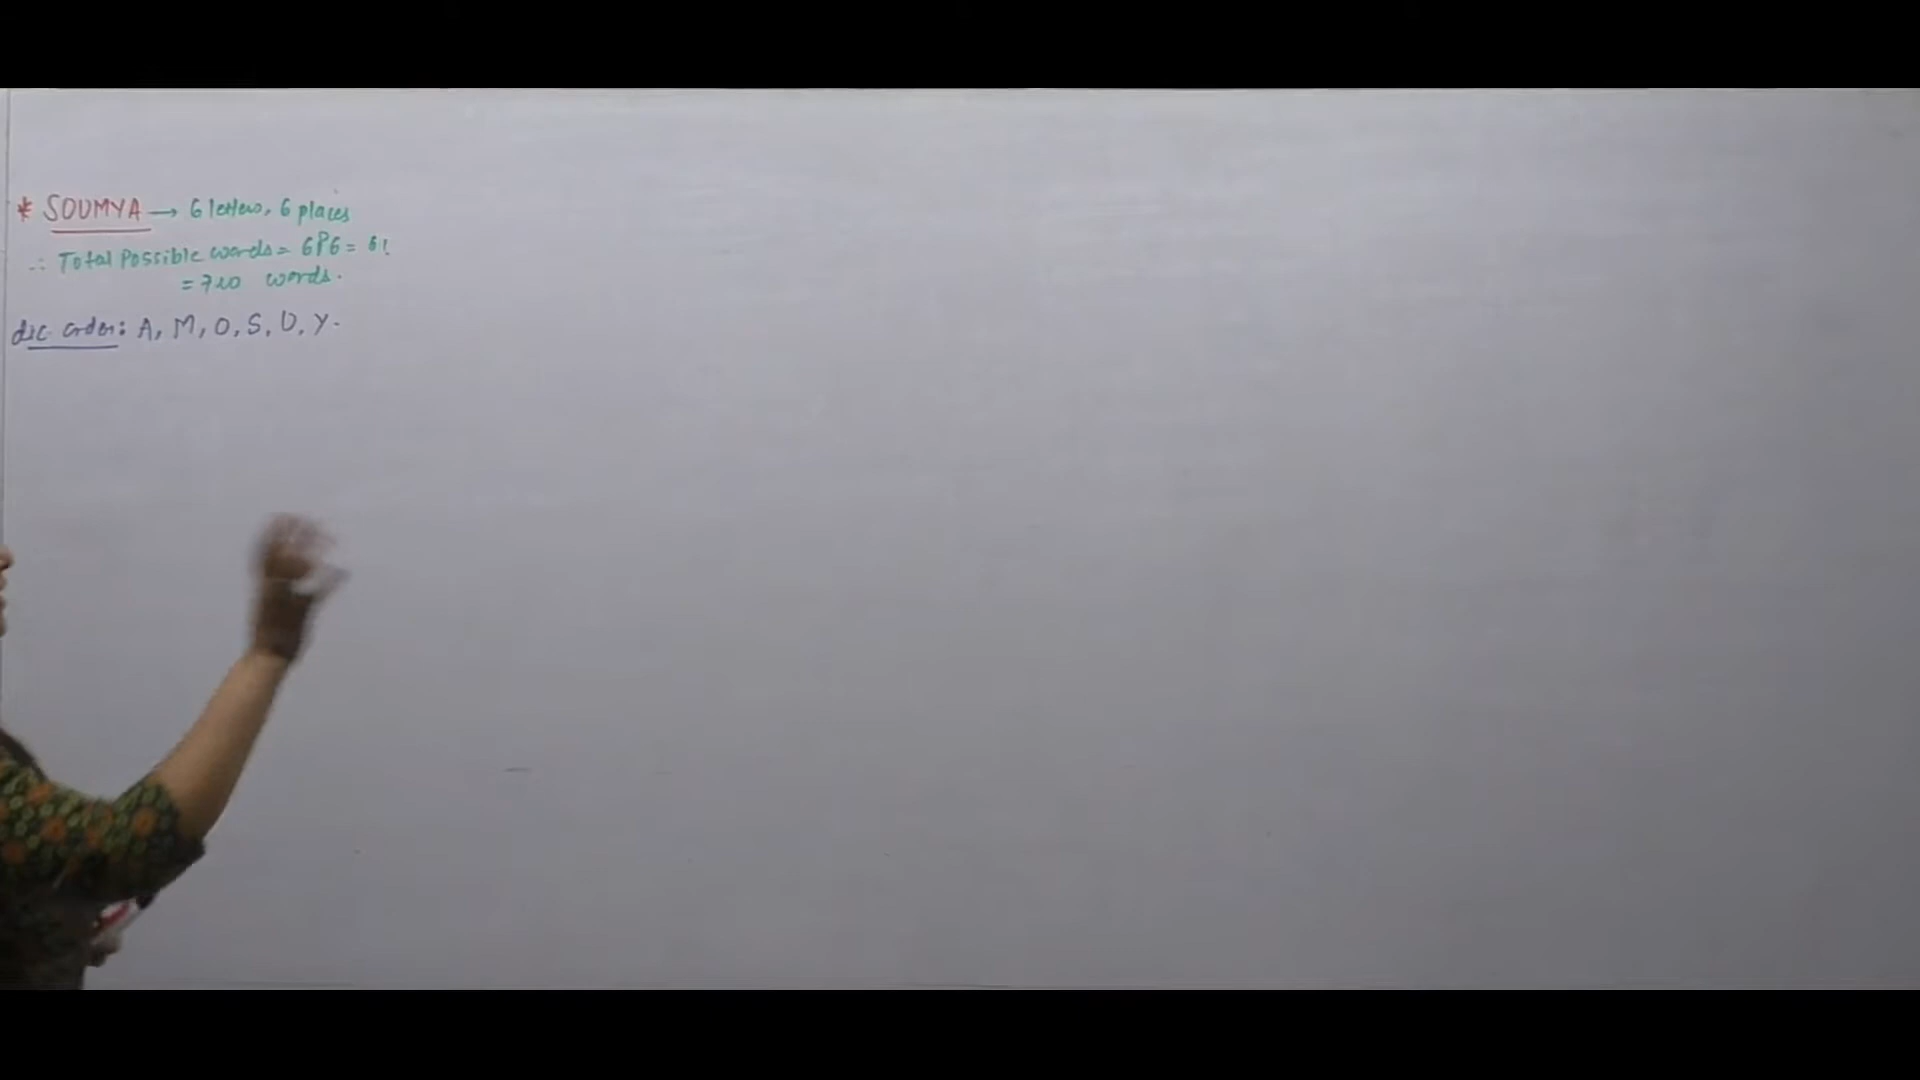 * SOUMYA → 6 letters, 6 places
∴ Total Possible words = 6P6 = 6!
= 720 words.
dic order: A, M, O, S, U, Y.